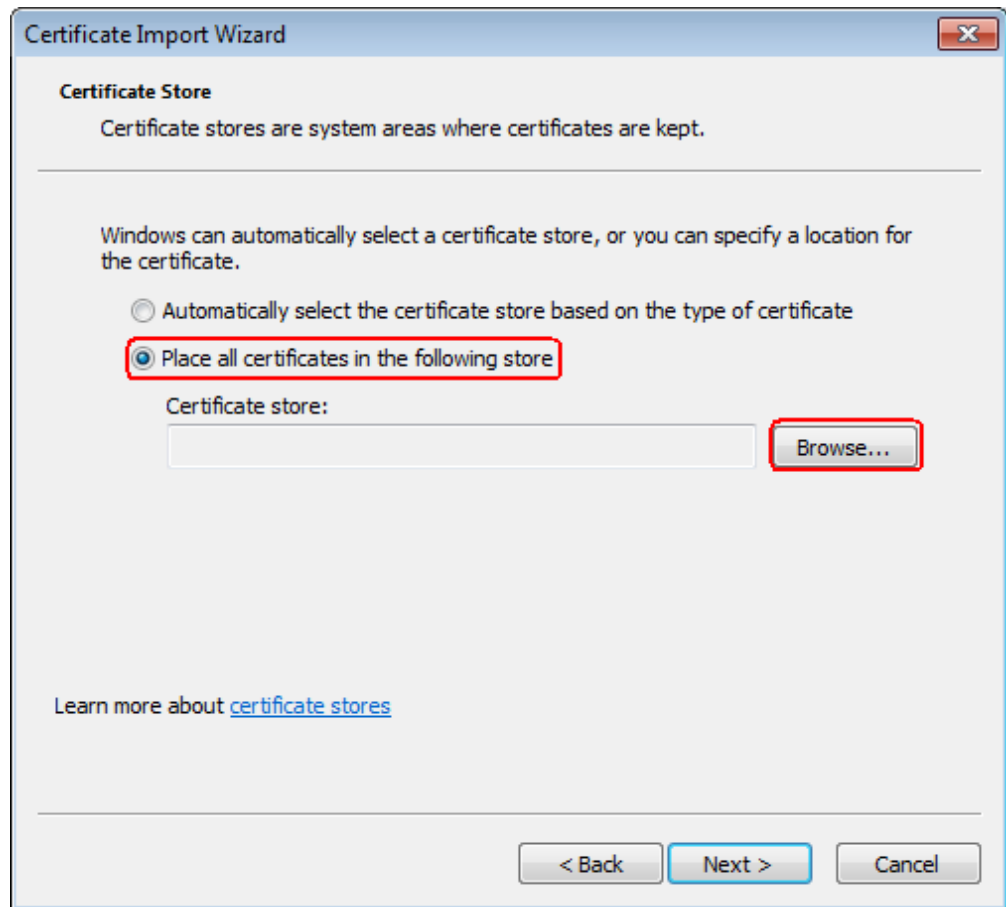 Certificate Import Wizard
Certificate Store
Certificate stores are system areas where certificates are kept.
Windows can automatically select a certificate store, or you can specify a location for
the certificate.
Automatically select the certificate store based on the type of certificate
Place all certificates in the following store
Certificate store:
Browse...
Learn more about certificate stores
< Back
Next >
Cancel